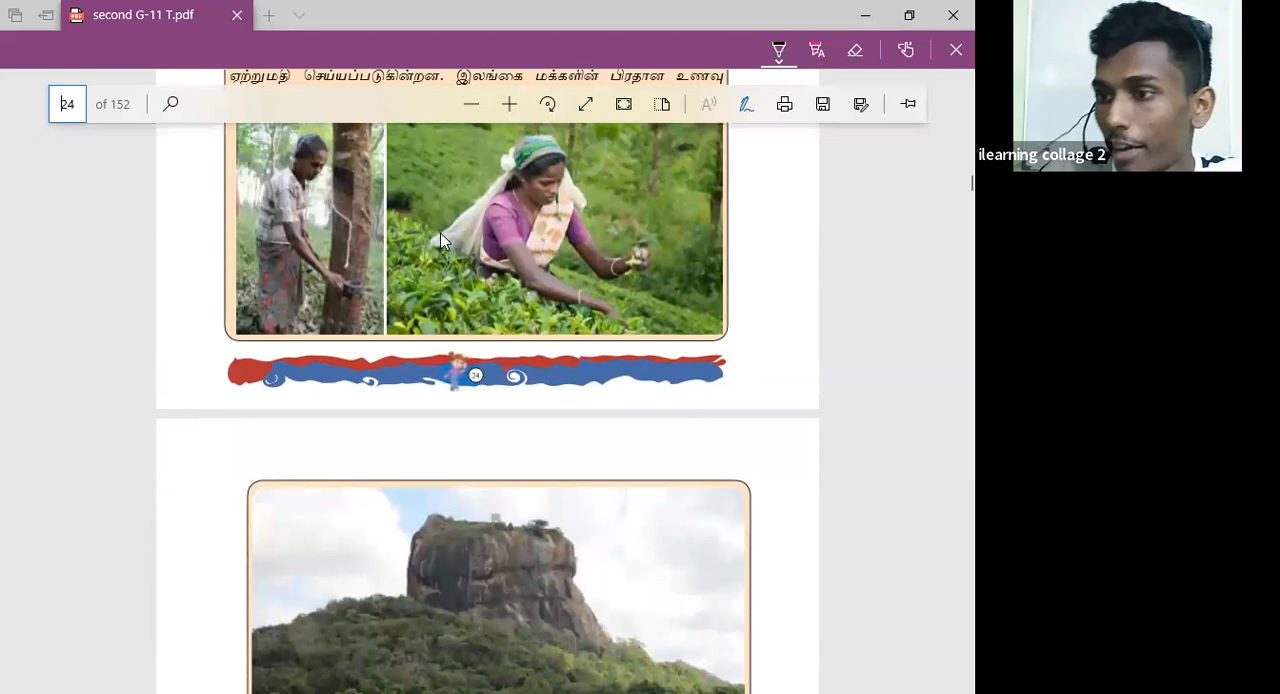 second G-11 T.pdf
ஏற்றுமதி செய்யப்படுகின்றன. இலங்கை மக்களின் பிரதான உணவு
24 of 152
ilearning collage 2
24